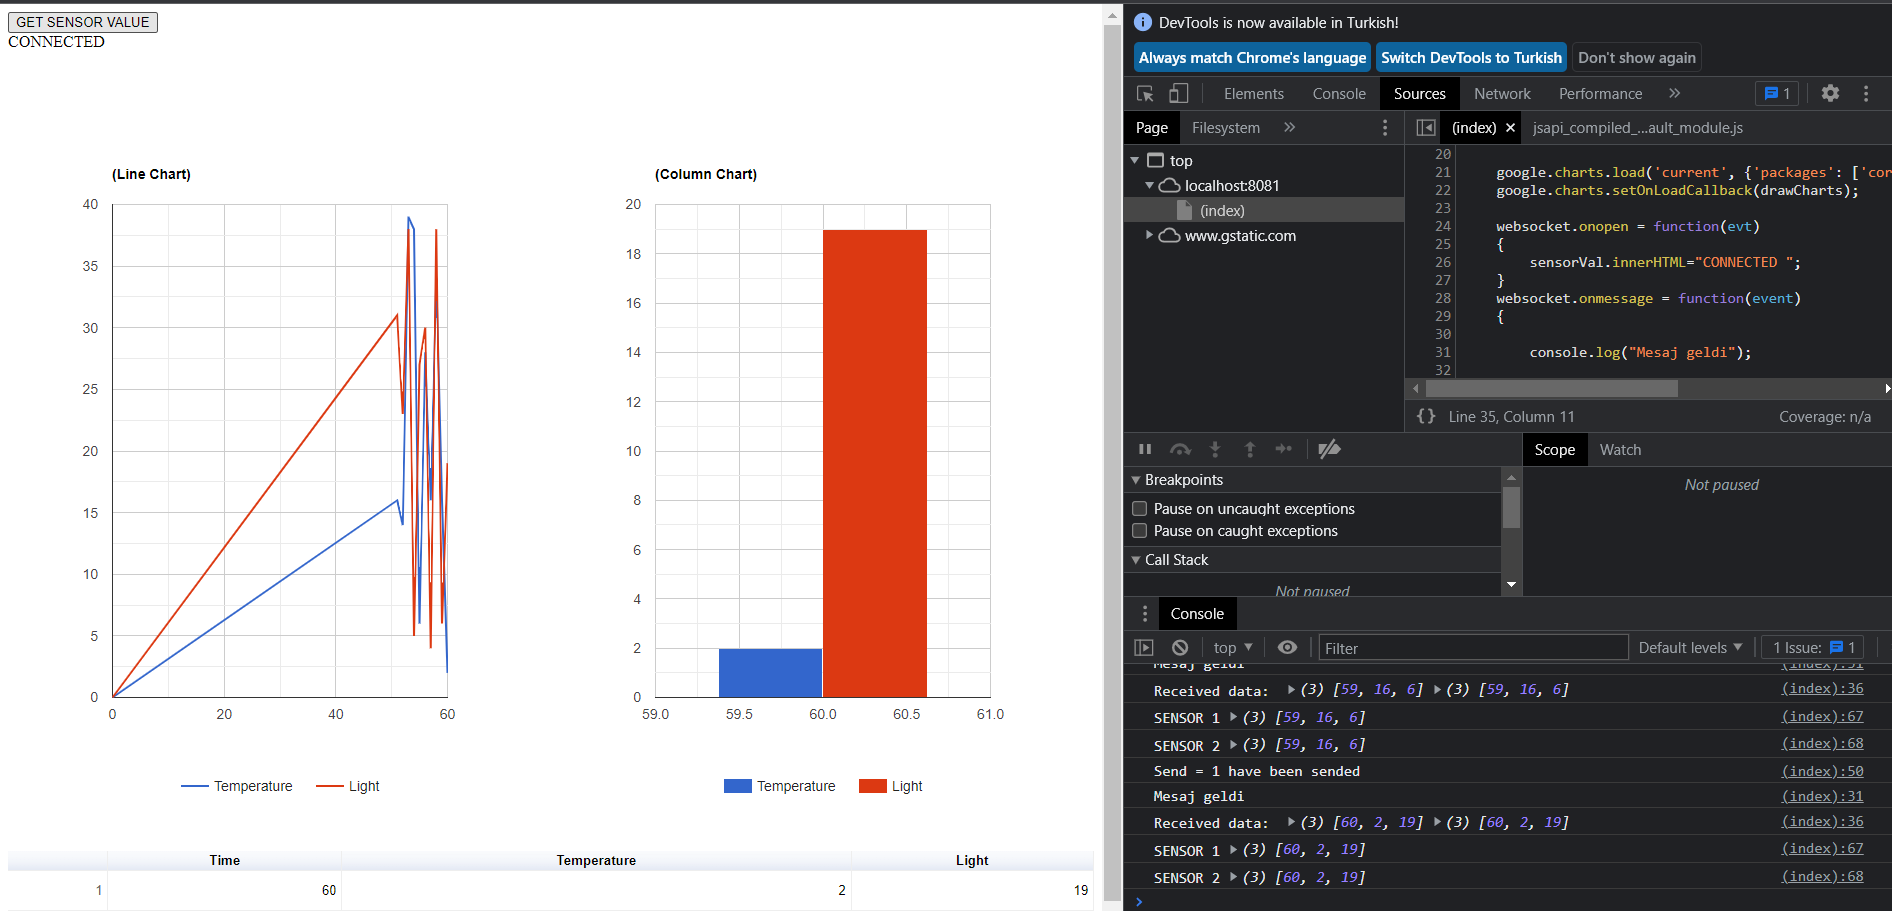 GET SENSOR VALUE
CONNECTED
(Line Chart)
40
35
30
25
20
15
10
5
0
0 20 40 60
Temperature Light
(Column Chart)
20
18
16
14
12
10
8
6
4
2
0
59.0 59.5 60.0 60.5 61.0
Temperature Light
Time Temperature Light
1 60 2 19
DevTools is now available in Turkish!
Always match Chrome's language Switch DevTools to Turkish Don't show again
Elements Console Sources Network Performance » 1
Page Filesystem »
(index) × jsapi_compiled_...ault_module.js
top
localhost:8081
(index)
www.gstatic.com
20
21 google.charts.load('current', {'packages': ['cor
22 google.charts.setOnLoadCallback(drawCharts);
23
24 websocket.onopen = function(evt)
25 {
26 sensorVal.innerHTML="CONNECTED ";
27 }
28 websocket.onmessage = function(event)
29 {
30
31 console.log("Mesaj geldi");
32
{} Line 35, Column 11 Coverage: n/a
Scope Watch
Breakpoints
Pause on uncaught exceptions
Pause on caught exceptions
Call Stack
Not paused
Not paused
Console
top Filter Default levels 1 Issue: 1
Mesaj geldi (index):31
Received data: (3) [59, 16, 6] (3) [59, 16, 6] (index):36
SENSOR 1 (3) [59, 16, 6] (index):67
SENSOR 2 (3) [59, 16, 6] (index):68
Send = 1 have been sended (index):50
Mesaj geldi (index):31
Received data: (3) [60, 2, 19] (3) [60, 2, 19] (index):36
SENSOR 1 (3) [60, 2, 19] (index):67
SENSOR 2 (3) [60, 2, 19] (index):68